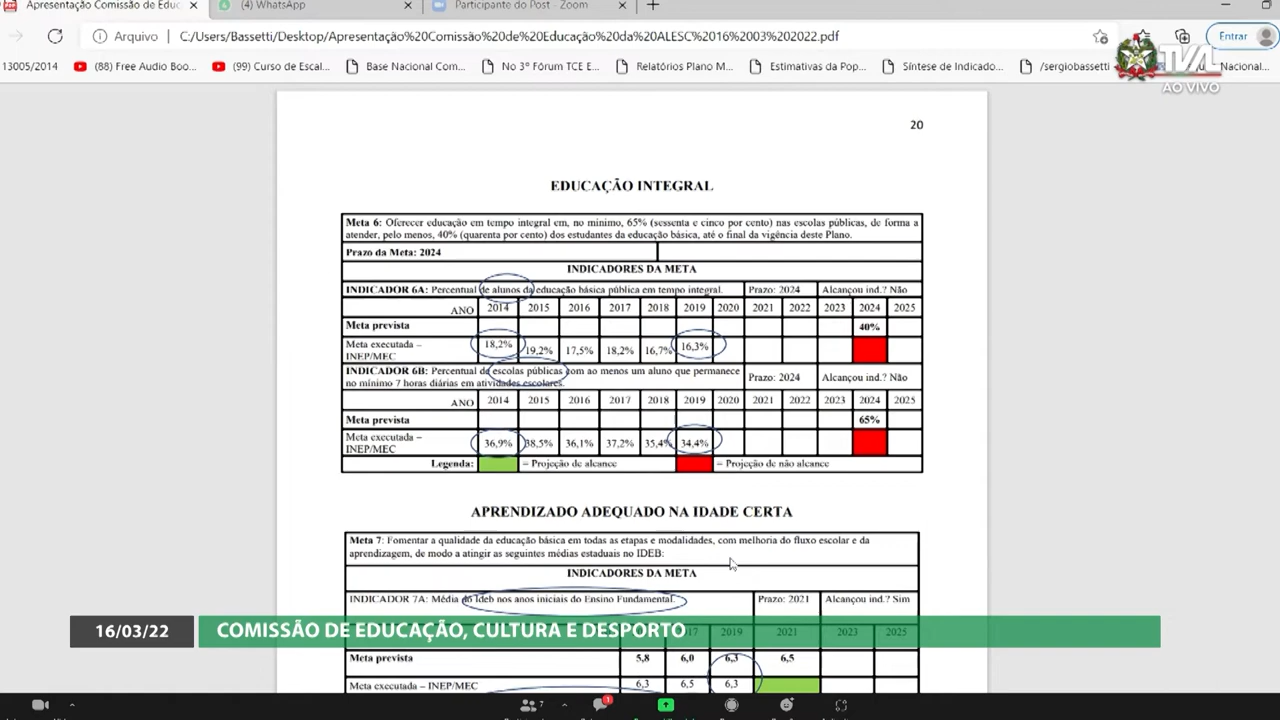 Apresentação Comissão de Educ
(4) WhatsApp
Participante do Post - Zoom
Arquivo
C:/Users/Bassetti/Desktop/Apresentação%20Comissão%20de%20Educação%20da%20ALESC%2016%2003%202022.pdf
Entrar
13005/2014
(88) Free Audio Boo...
(99) Curso de Escal...
Base Nacional Com...
No 3º Fórum TCE E...
Relatórios Plano M...
Estimativas da Pop...
Síntese de Indicado...
/sergiobassetti
Nacional...
TVAL
AO VIVO
20
EDUCAÇÃO INTEGRAL
Meta 6: Oferecer educação em tempo integral em, no mínimo, 65% (sessenta e cinco por cento) nas escolas públicas, de forma a
atender, pelo menos, 40% (quarenta por cento) dos estudantes da educação básica, até o final da vigência deste Plano.
Prazo da Meta: 2024
INDICADORES DA META
INDICADOR 6A: Percentual de alunos da educação básica pública em tempo integral. Prazo: 2024 Alcançou ind.? Não
ANO 2014 2015 2016 2017 2018 2019 2020 2021 2022 2023 2024 2025
Meta prevista 40%
Meta executada – INEP/MEC 18,2% 19,2% 17,5% 18,2% 16,7% 16,3%
INDICADOR 6B: Percentual de escolas públicas com ao menos um aluno que permanece
no mínimo 7 horas diárias em atividades escolares. Prazo: 2024 Alcançou ind.? Não
ANO 2014 2015 2016 2017 2018 2019 2020 2021 2022 2023 2024 2025
Meta prevista 65%
Meta executada – INEP/MEC 36,9% 38,5% 36,1% 37,2% 35,4% 34,4%
Legenda: = Projeção de alcance = Projeção de não alcance
APRENDIZADO ADEQUADO NA IDADE CERTA
Meta 7: Fomentar a qualidade da educação básica em todas as etapas e modalidades, com melhoria do fluxo escolar e da
aprendizagem, de modo a atingir as seguintes médias estaduais no IDEB:
INDICADORES DA META
INDICADOR 7A: Média do Ideb nos anos iniciais do Ensino Fundamental. Prazo: 2021 Alcançou ind.? Sim
16/03/22
COMISSÃO DE EDUCAÇÃO, CULTURA E DESPORTO
2019 2021 2023 2025
Meta prevista 5,8 6,0 6,3 6,5
Meta executada – INEP/MEC 6,3 6,5 6,3
7
1